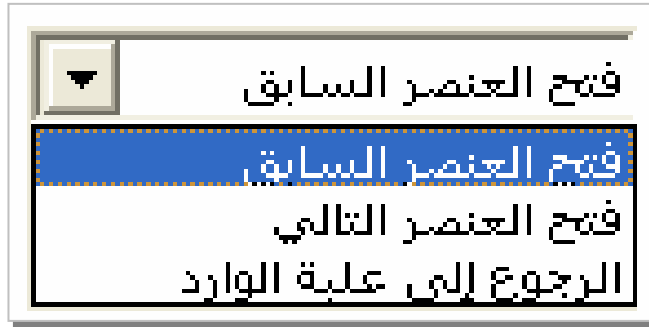 فتح العنصر السابق
فتح العنصر السابق
فتح العنصر التالي
الرجوع إلى علبة الوارد